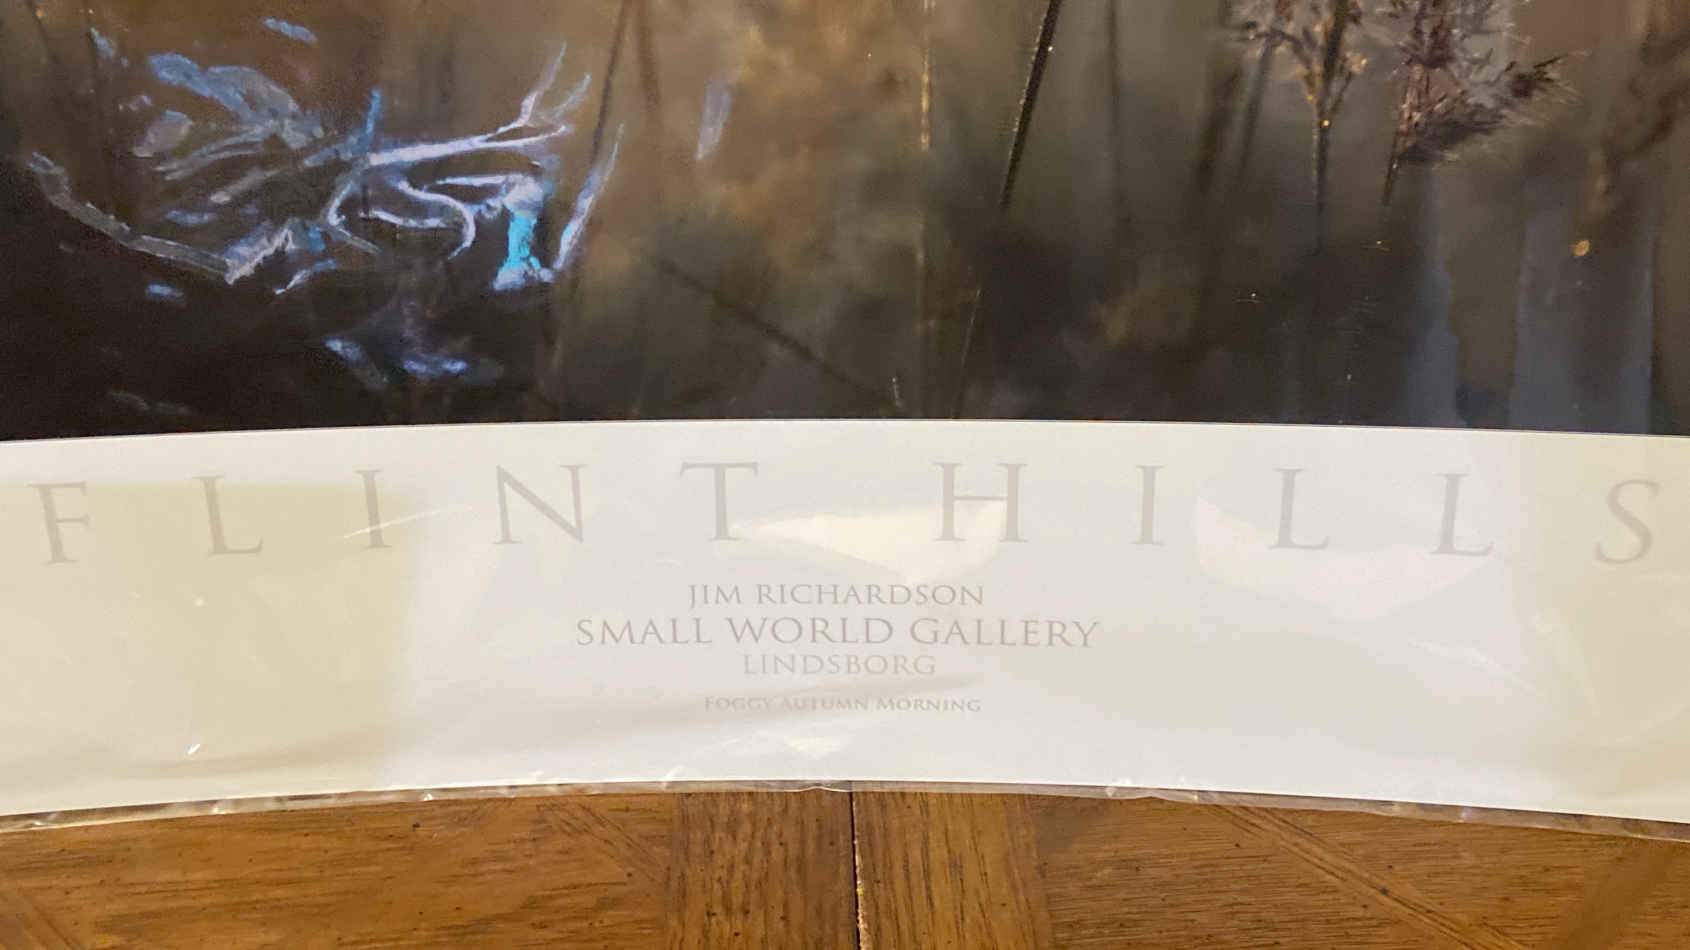 FLINT HILLS
JIM RICHARDSON
SMALL WORLD GALLERY
LINDSBORG
FOGGY AUTUMN MORNING